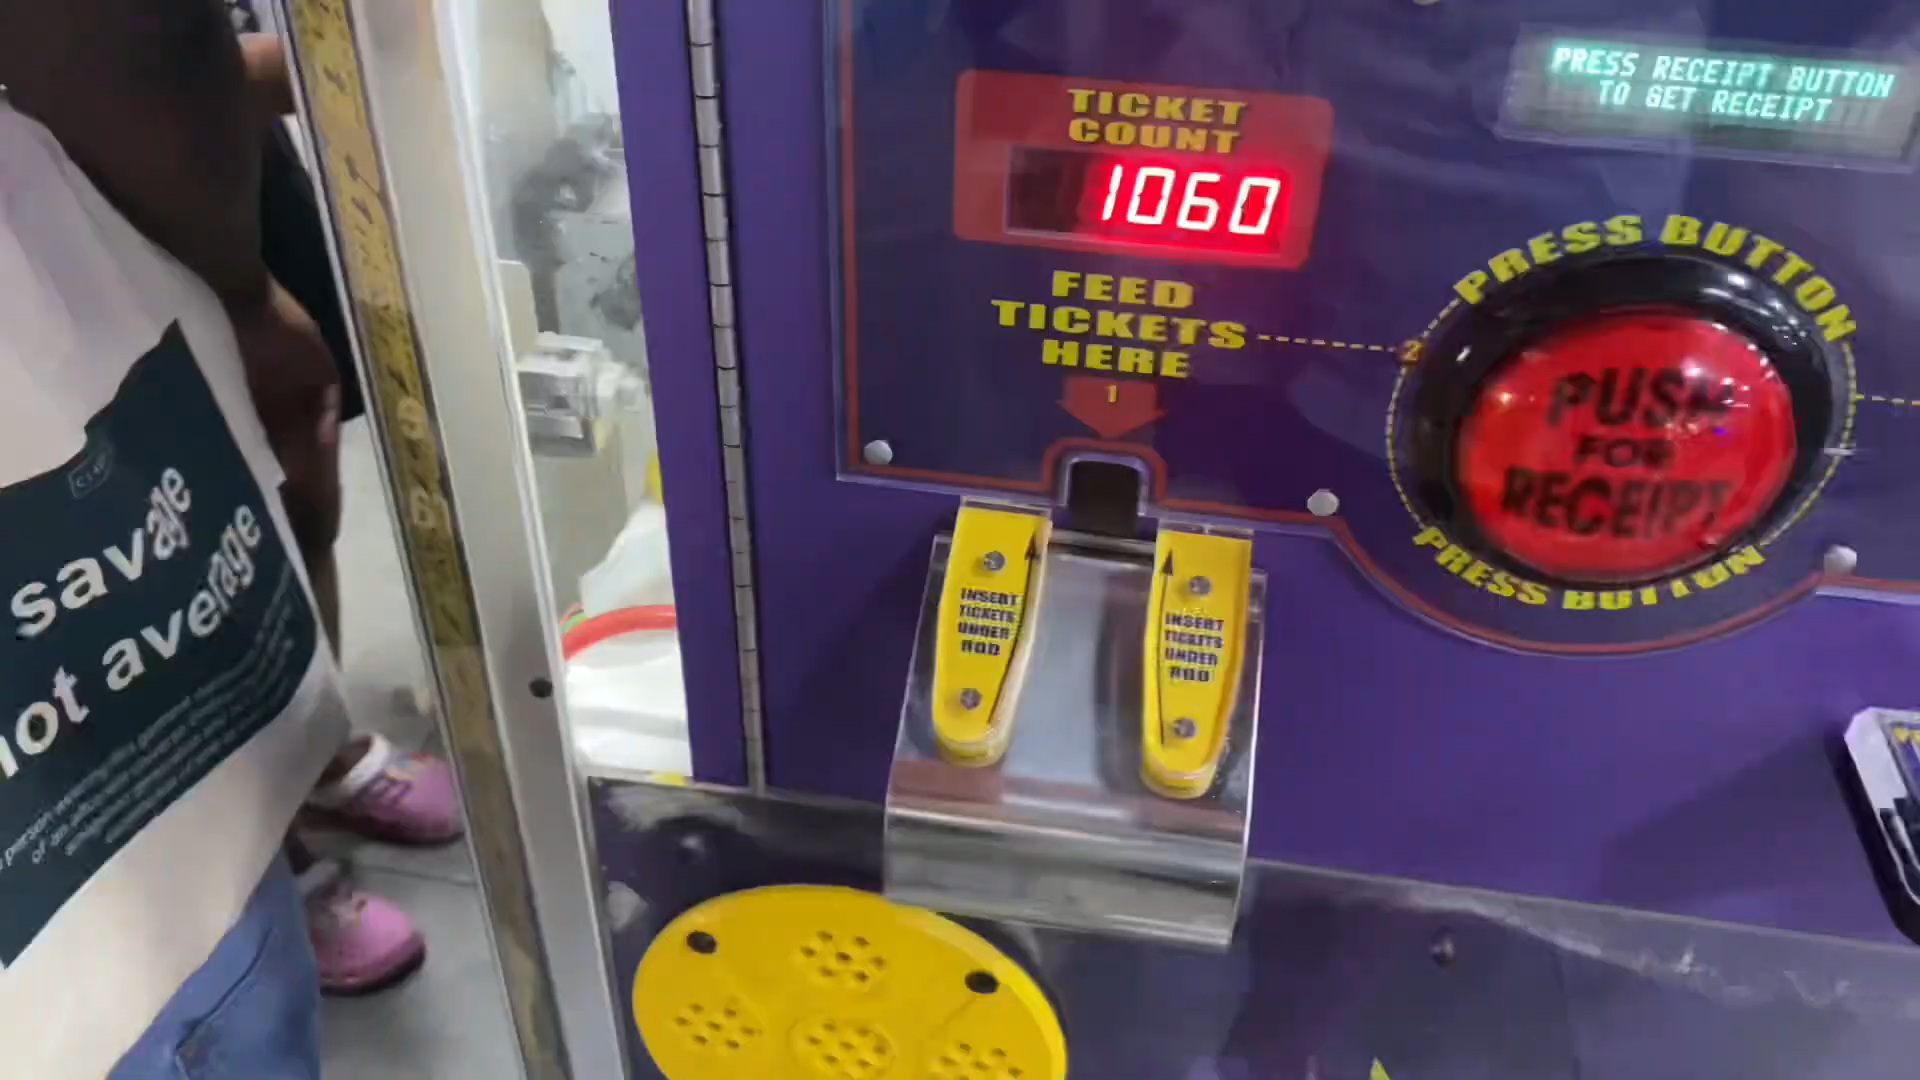 PRESS RECEIPT BUTTON
TO GET RECEIPT
TICKET
COUNT
1060
FEED
TICKETS
HERE
1
2
PRESS BUTTON
PUSH
FOR
RECEIPT
PRESS BUTTON
INSERT
TICKETS
UNDER
ROD
INSERT
TICKETS
UNDER
ROD
savage
not average